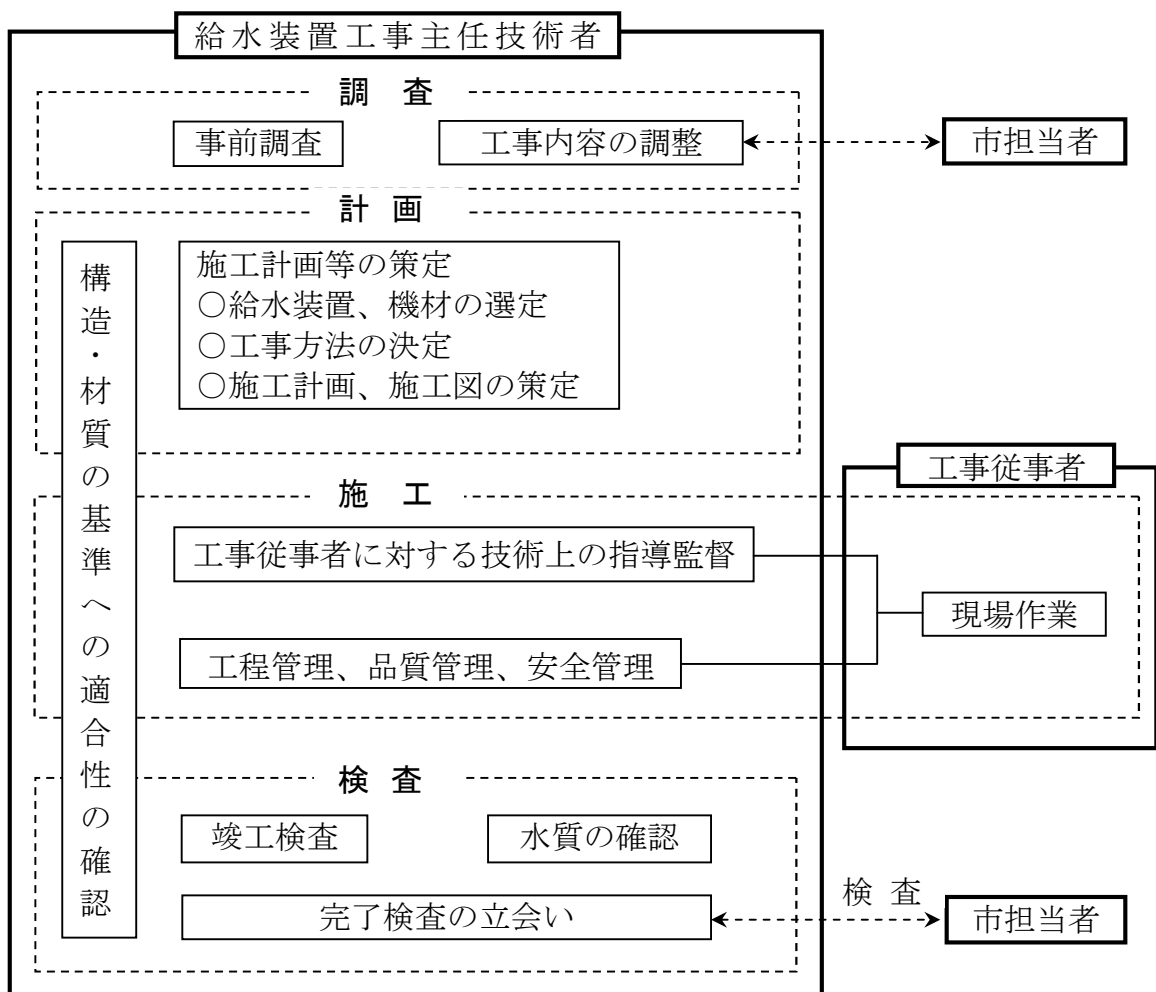 給水装置工事主任技術者
調 査
事前調査
工事内容の調整
市担当者
計 画
構造・材質の基準への適合性の確認
施工計画等の策定
○給水装置、機材の選定
○工事方法の決定
○施工計画、施工図の策定
工事従事者
施 工
工事従事者に対する技術上の指導監督
現場作業
工程管理、品質管理、安全管理
検 査
竣工検査
水質の確認
完了検査の立会い
検 査
市担当者